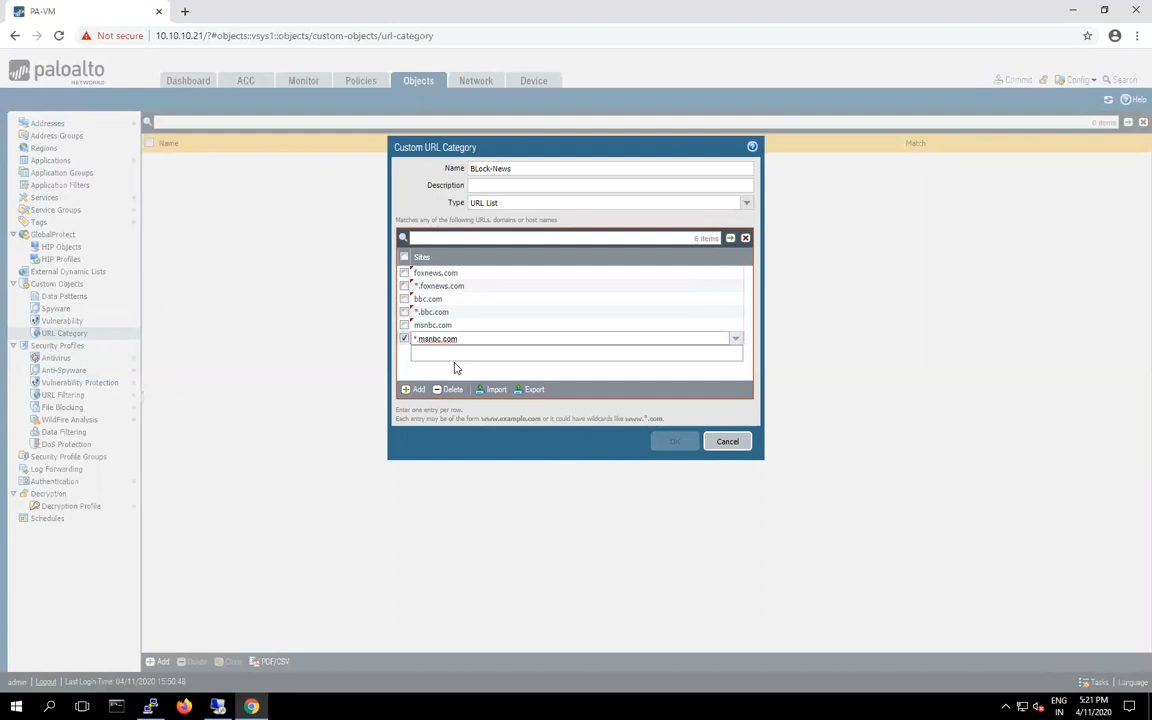 PA-VM
Not secure 10.10.10.21/?#objects::vsys1::objects/custom-objects/url-category
paloalto
NETWORKS
Dashboard ACC Monitor Policies Objects Network Device
Commit Config Search
Help
Addresses
Address Groups
Regions
Applications
Application Groups
Application Filters
Services
Service Groups
Tags
GlobalProtect
HIP Objects
HIP Profiles
External Dynamic Lists
Custom Objects
Data Patterns
Spyware
Vulnerability
URL Category
Security Profiles
Antivirus
Anti-Spyware
Vulnerability Protection
URL Filtering
File Blocking
WildFire Analysis
Data Filtering
DoS Protection
Security Profile Groups
Log Forwarding
Authentication
Decryption
Decryption Profile
Schedules
0 items
Name Match
Custom URL Category
Name BLock-News
Description
Type URL List
Matches any of the following URLs, domains or host names
6 items
Sites
foxnews.com
*.foxnews.com
bbc.com
*.bbc.com
msnbc.com
*.msnbc.com
Add Delete Import Export
Enter one entry per row.
Each entry may be of the form www.example.com or it could have wildcards like www.*.com.
OK Cancel
Add Delete Clone PDF/CSV
admin Logout Last Login Time: 04/11/2020 15:50:48 Tasks Language
ENG 5:21 PM
IN 4/11/2020